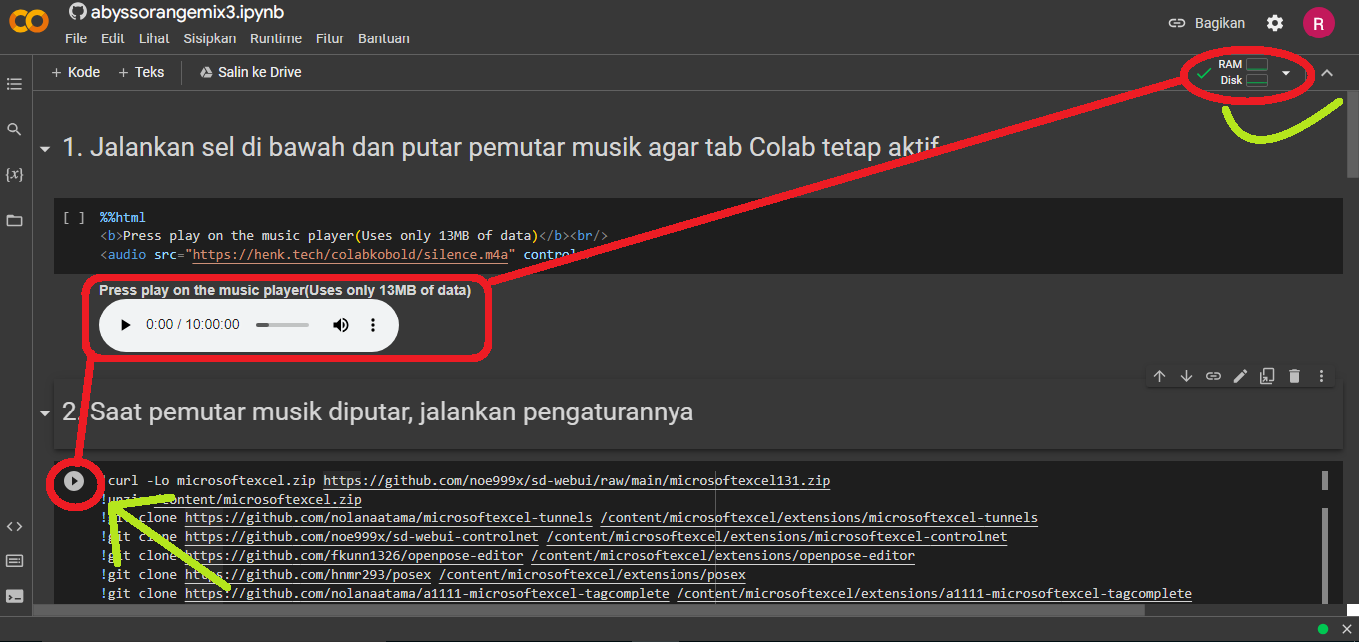 abyssorangemix3.ipynb
File Edit Lihat Sisipkan Runtime Fitur Bantuan
Bagikan
R
+ Kode + Teks Salin ke Drive
RAM
Disk
1. Jalankan sel di bawah dan putar pemutar musik agar tab Colab tetap aktif
[ ] %%html
<b>Press play on the music player(Uses only 13MB of data)</b><br/>
<audio src="https://henk.tech/colabkobold/silence.m4a"
Press play on the music player(Uses only 13MB of data)
0:00 / 10:00:00
2. Saat pemutar musik diputar, jalankan pengaturannya
!curl -Lo microsoftexcel.zip https://github.com/noe999x/sd-webui/raw/main/microsoftexcel131.zip
!unzip /content/microsoftexcel.zip
!git clone https://github.com/nolanaatama/microsoftexcel-tunnels /content/microsoftexcel/extensions/microsoftexcel-tunnels
!git clone https://github.com/noe999x/sd-webui-controlnet /content/microsoftexcel/extensions/microsoftexcel-controlnet
!git clone https://github.com/fkunn1326/openpose-editor /content/microsoftexcel/extensions/openpose-editor
!git clone https://github.com/hnmr293/posex /content/microsoftexcel/extensions/posex
!git clone https://github.com/nolanaatama/a1111-microsoftexcel-tagcomplete /content/microsoftexcel/extensions/a1111-microsoftexcel-tagcomplete